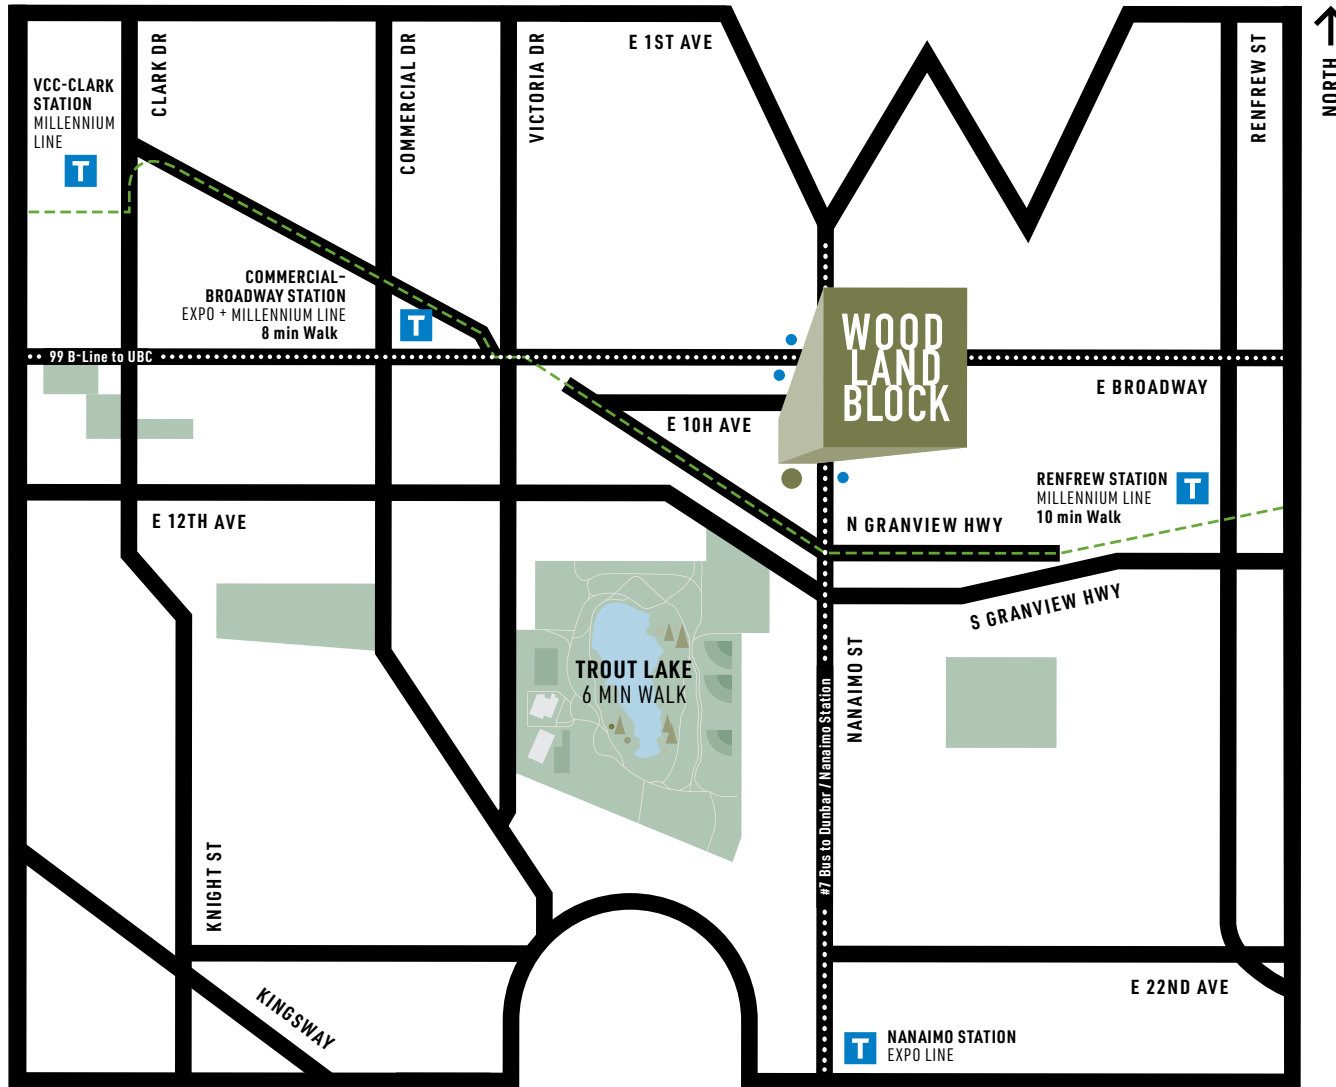 E 1ST AVE
NORTH
CLARK DR
COMMERCIAL DR
VICTORIA DR
RENFREW ST
VCC-CLARK
STATION
MILLENNIUM
LINE
T
COMMERCIAL-
BROADWAY STATION
EXPO + MILLENNIUM LINE
8 min Walk
T
99 B-Line to UBC
WOOD
LAND
BLOCK
E BROADWAY
E 10H AVE
RENFREW STATION
MILLENNIUM LINE
10 min Walk
T
E 12TH AVE
N GRANVIEW HWY
S GRANVIEW HWY
TROUT LAKE
6 MIN WALK
NANAIMO ST
#7 Bus to Dunbar / Nanaimo Station
KNIGHT ST
KINGSWAY
E 22ND AVE
T
NANAIMO STATION
EXPO LINE